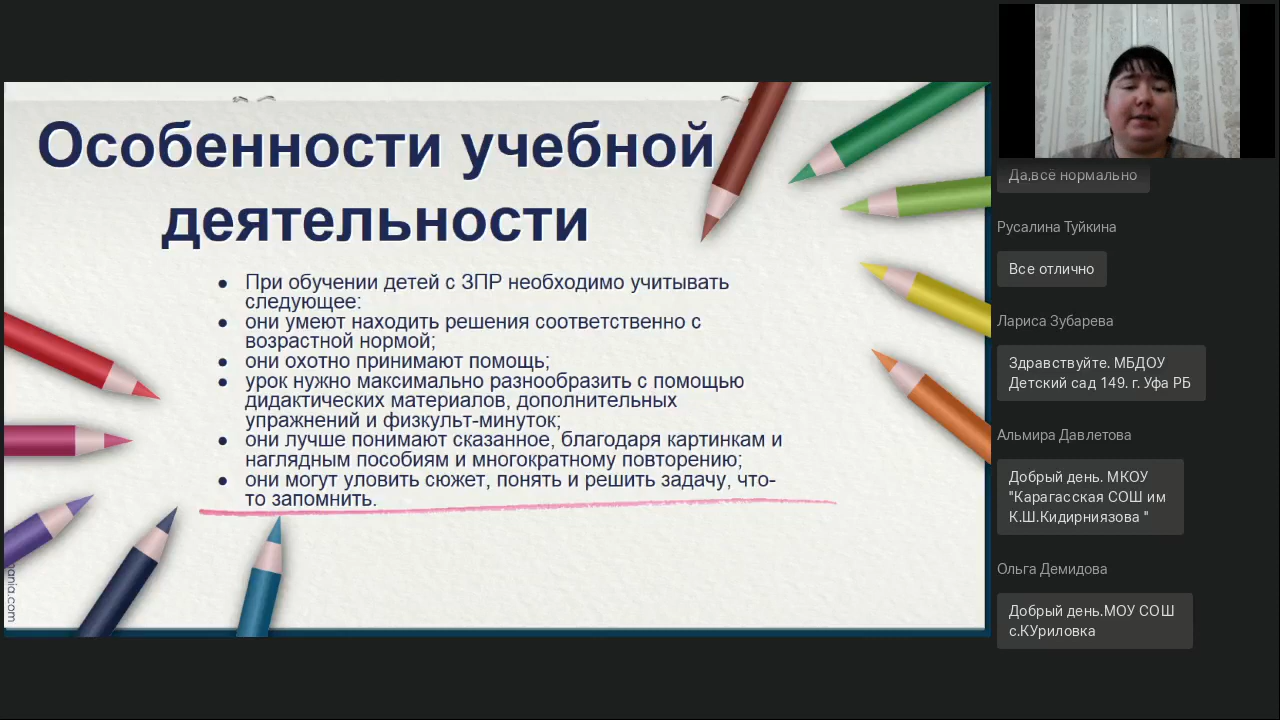 Особенности учебной
деятельности
● При обучении детей с ЗПР необходимо учитывать
следующее:
● они умеют находить решения соответственно с
возрастной нормой;
● они охотно принимают помощь;
● урок нужно максимально разнообразить с помощью
дидактических материалов, дополнительных
упражнений и физкульт-минуток;
● они лучше понимают сказанное, благодаря картинкам и
наглядным пособиям и многократному повторению;
● они могут уловить сюжет, понять и решить задачу, что-
то запомнить.
Да,всё нормально
Русалина Туйкина
Все отлично
Лариса Зубарева
Здравствуйте. МБДОУ
Детский сад 149. г. Уфа РБ
Альмира Давлетова
Добрый день. МКОУ
"Карагасская СОШ им
К.Ш.Кидирниязова "
Ольга Демидова
Добрый день.МОУ СОШ
с.КУриловка